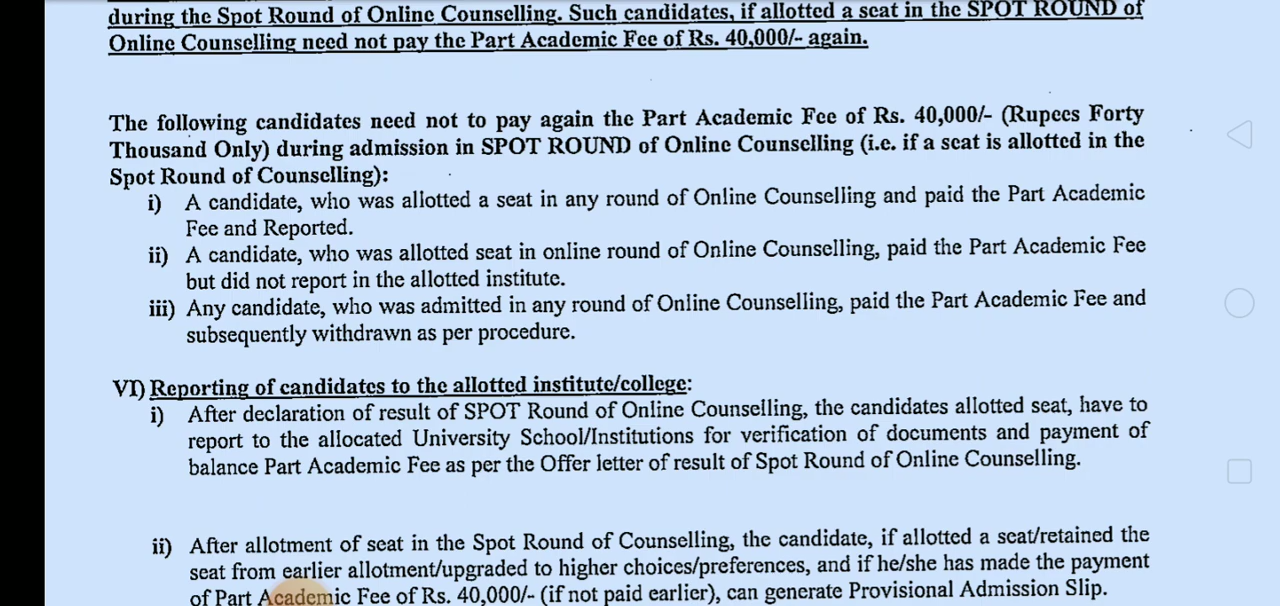 during the Spot Round of Online Counselling. Such candidates, if allotted a seat in the SPOT ROUND of
Online Counselling need not pay the Part Academic Fee of Rs. 40,000/- again.
The following candidates need not to pay again the Part Academic Fee of Rs. 40,000/- (Rupees Forty
Thousand Only) during admission in SPOT ROUND of Online Counselling (i.e. if a seat is allotted in the
Spot Round of Counselling):
i) A candidate, who was allotted a seat in any round of Online Counselling and paid the Part Academic
Fee and Reported.
ii) A candidate, who was allotted seat in online round of Online Counselling, paid the Part Academic Fee
but did not report in the allotted institute.
iii) Any candidate, who was admitted in any round of Online Counselling, paid the Part Academic Fee and
subsequently withdrawn as per procedure.
VI) Reporting of candidates to the allotted institute/college:
i) After declaration of result of SPOT Round of Online Counselling, the candidates allotted seat, have to
report to the allocated University School/Institutions for verification of documents and payment of
balance Part Academic Fee as per the Offer letter of result of Spot Round of Online Counselling.
ii) After allotment of seat in the Spot Round of Counselling, the candidate, if allotted a seat/retained the
seat from earlier allotment/upgraded to higher choices/preferences, and if he/she has made the payment
of Part Academic Fee of Rs. 40,000/- (if not paid earlier), can generate Provisional Admission Slip.